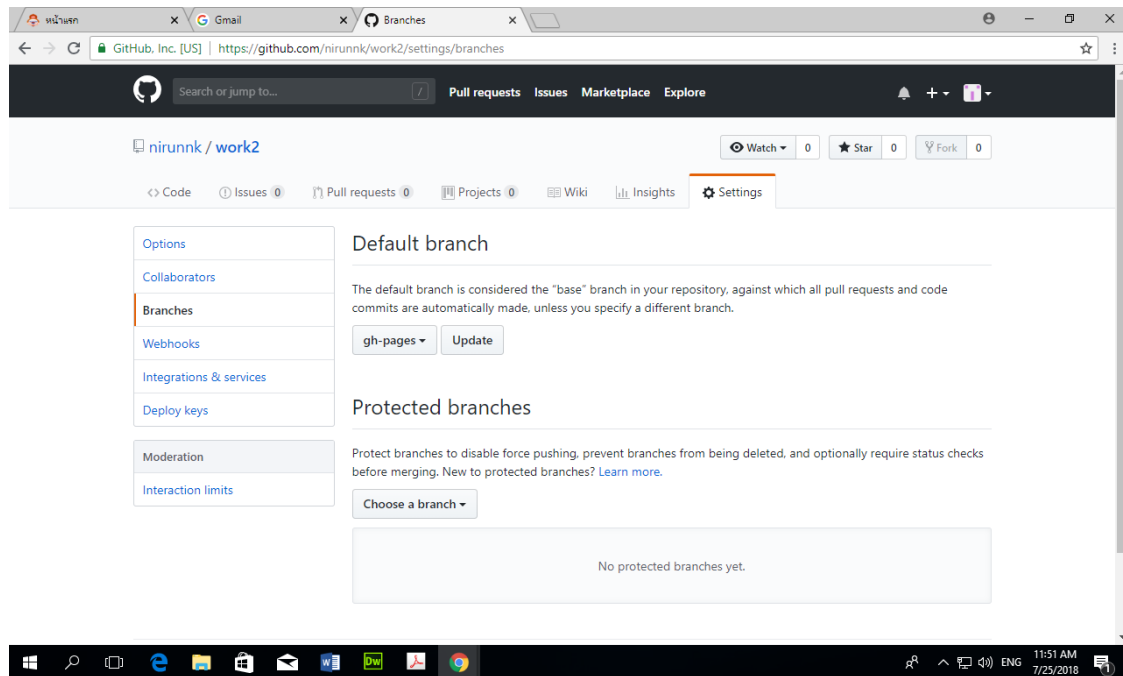 หน้าแรก
Gmail
Branches
GitHub, Inc. [US] | https://github.com/nirunnk/work2/settings/branches
Search or jump to... /
Pull requests Issues Marketplace Explore
nirunnk / work2
Watch 0 Star 0 Fork 0
Code Issues 0 Pull requests 0 Projects 0 Wiki Insights Settings
Options
Collaborators
Branches
Webhooks
Integrations & services
Deploy keys
Moderation
Interaction limits
Default branch
The default branch is considered the “base” branch in your repository, against which all pull requests and code
commits are automatically made, unless you specify a different branch.
gh-pages Update
Protected branches
Protect branches to disable force pushing, prevent branches from being deleted, and optionally require status checks
before merging. New to protected branches? Learn more.
Choose a branch
No protected branches yet.
Dw
ENG
11:51 AM
7/25/2018
1